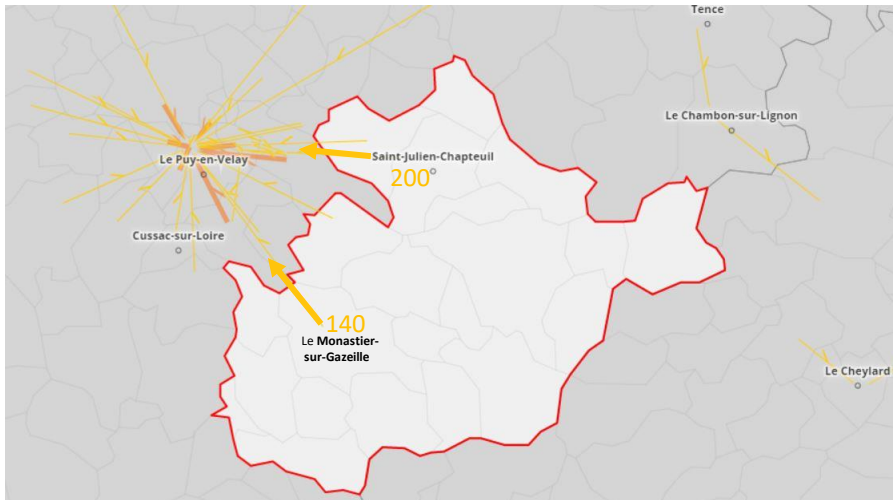 Tence
Le Chambon-sur-Lignon
Le Puy-en-Velay
Saint-Julien-Chapteuil
200
Cussac-sur-Loire
140
Le Monastier-
sur-Gazeille
Le Cheylard